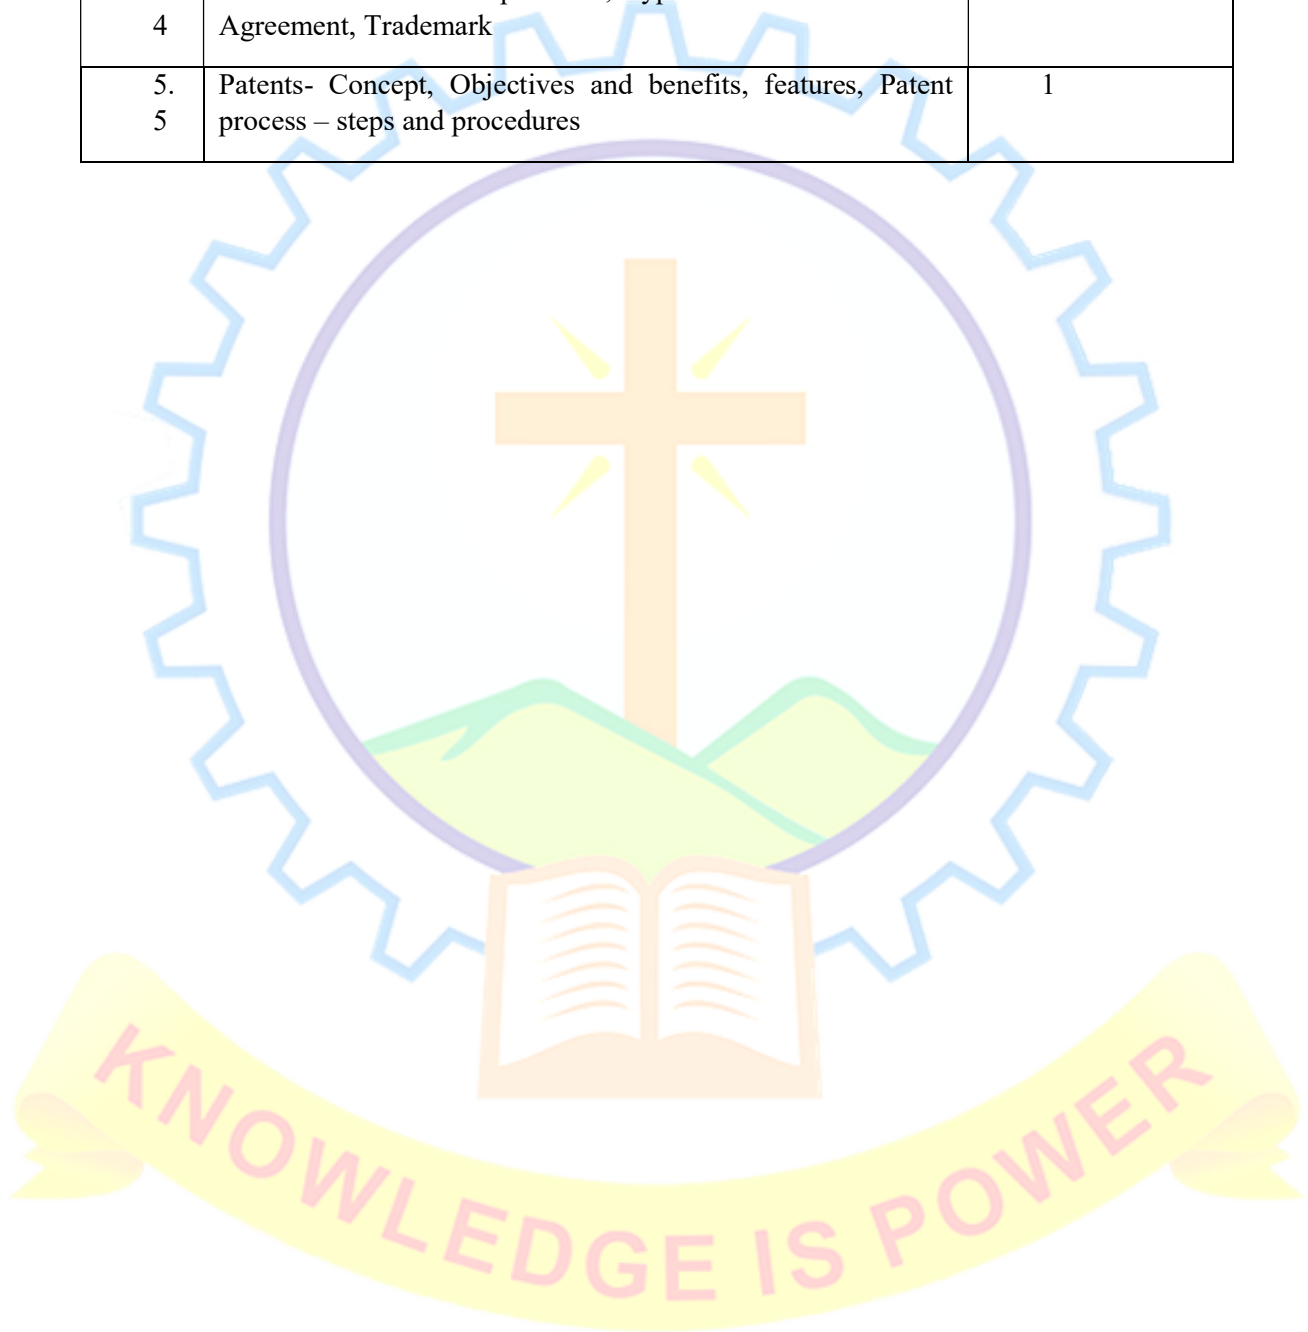 4 Agreement, Trademark
5. Patents- Concept, Objectives and benefits, features, Patent 1
5 process – steps and procedures
KNOWLEDGE IS POWER